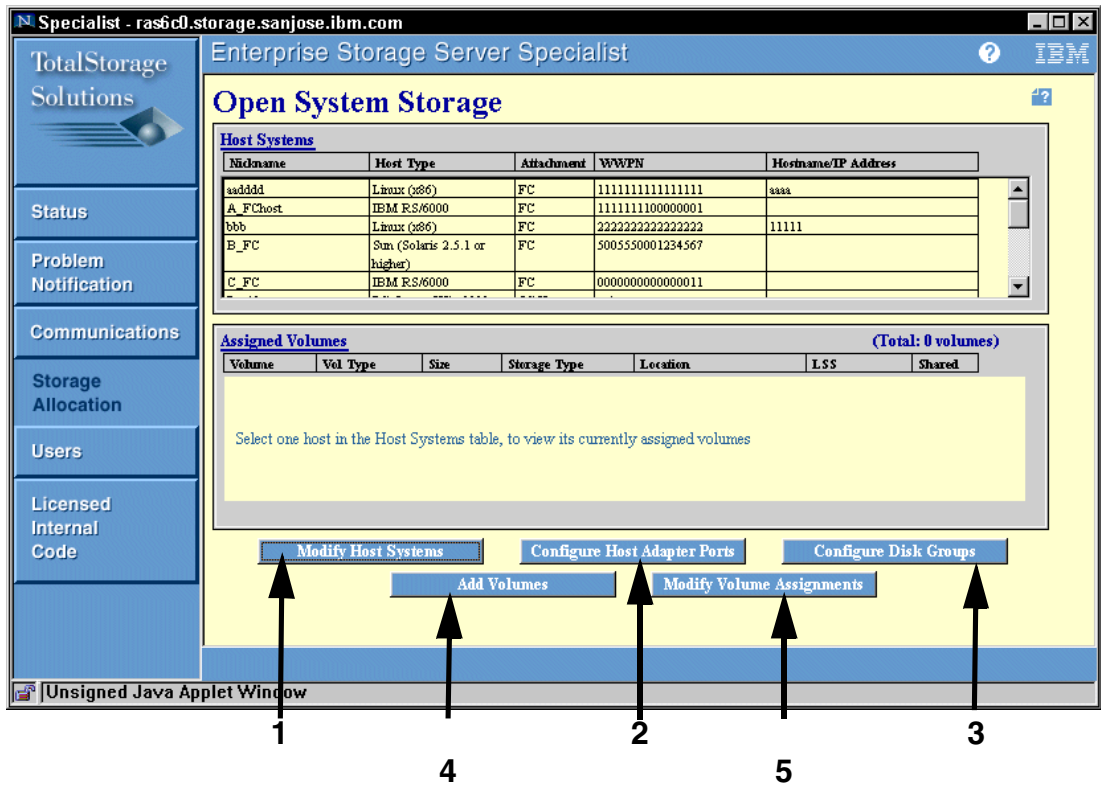 Specialist - ras6c0.storage.sanjose.ibm.com
TotalStorage
Solutions
Enterprise Storage Server Specialist
?
IBM
Open System Storage
?
Host Systems
Nickname Host Type Attachment WWPN Hostname/IP Address
aadddd Linux (x86) FC 1111111111111111 aaaa
A_FChost IBM RS/6000 FC 1111111100000001
bbb Linux (x86) FC 2222222222222222 11111
B_FC Sun (Solaris 2.5.1 or higher) FC 5005550001234567
C_FC IBM RS/6000 FC 0000000000000011
Status
Problem
Notification
Communications
Storage
Allocation
Users
Licensed
Internal
Code
Assigned Volumes (Total: 0 volumes)
Volume Vol Type Size Storage Type Location LSS Shared
Select one host in the Host Systems table, to view its currently assigned volumes
Modify Host Systems Configure Host Adapter Ports Configure Disk Groups
Add Volumes Modify Volume Assignments
Unsigned Java Applet Window
1 2 3
4 5